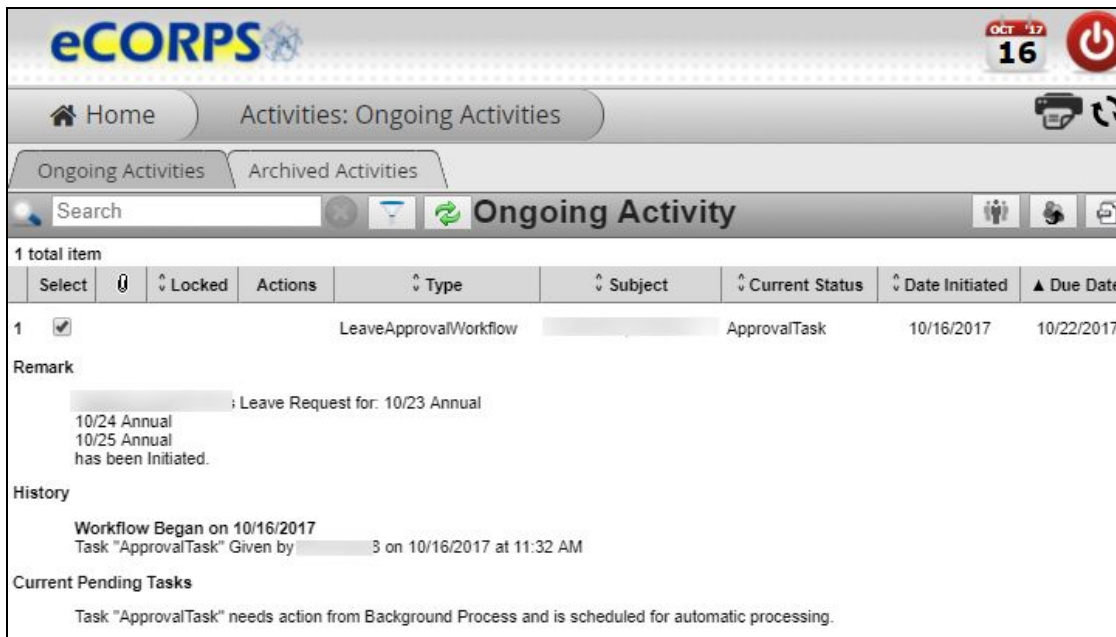 eCORPS
OCT '17
16
Home
Activities: Ongoing Activities
Ongoing Activities
Archived Activities
Search
Ongoing Activity
1 total item
Select Locked Actions Type Subject Current Status Date Initiated ▲ Due Date
1 LeaveApprovalWorkflow ApprovalTask 10/16/2017 10/22/2017
Remark
Leave Request for: 10/23 Annual
10/24 Annual
10/25 Annual
has been Initiated.
History
Workflow Began on 10/16/2017
Task "ApprovalTask" Given by on 10/16/2017 at 11:32 AM
Current Pending Tasks
Task "ApprovalTask" needs action from Background Process and is scheduled for automatic processing.